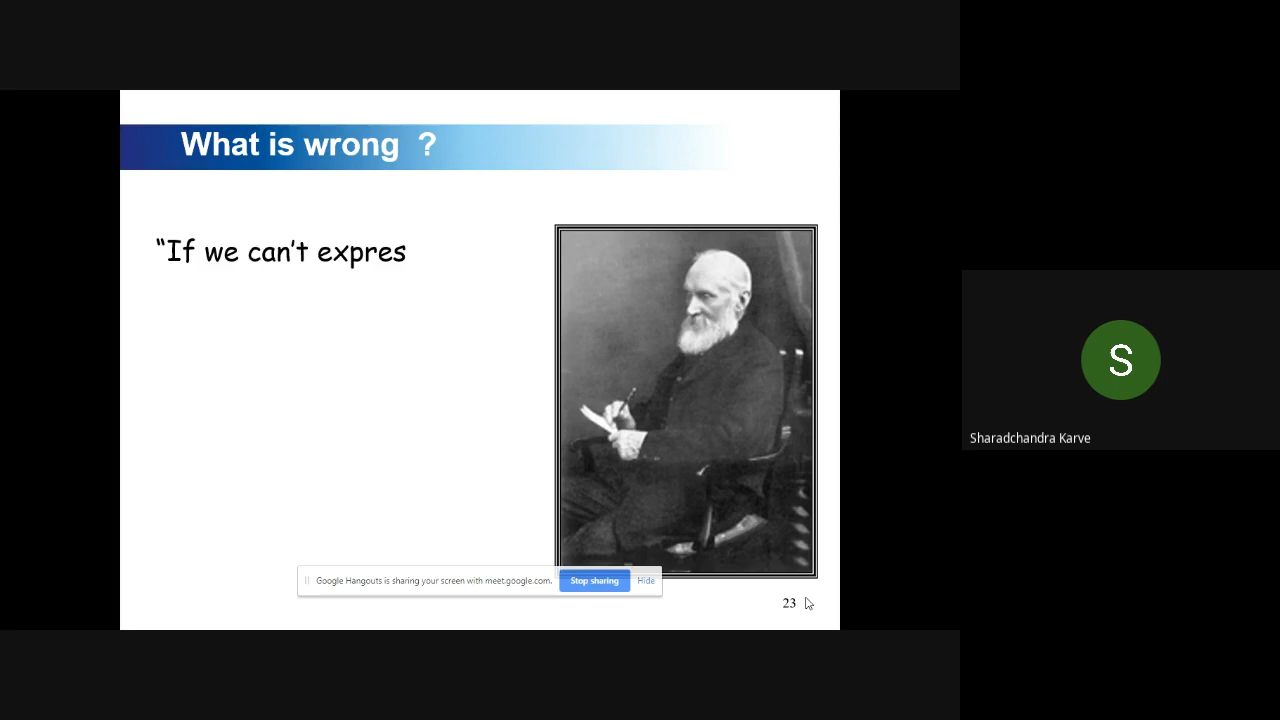 What is wrong ?
“If we can’t expres
Google Hangouts is sharing your screen with meet.google.com. Stop sharing Hide
23
S
Sharadchandra Karve